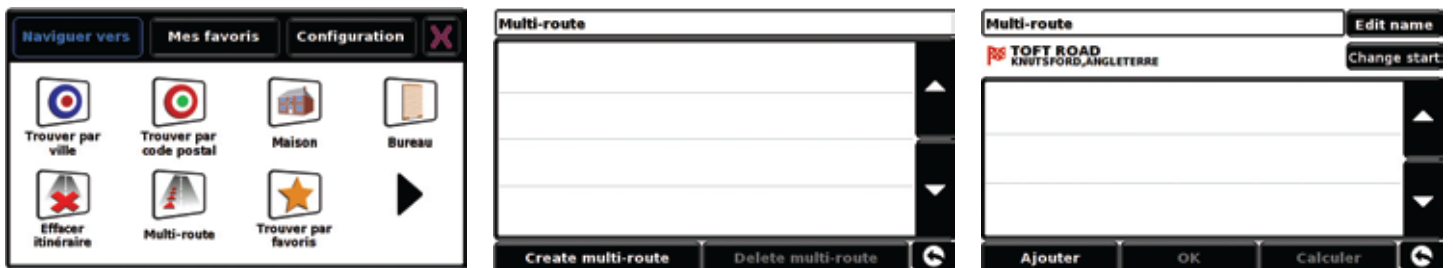 Naviguer vers
Mes favoris
Configuration
Trouver par
ville
Trouver par
code postal
Maison
Bureau
Effacer
itinéraire
Multi-route
Trouver par
favoris
Multi-route
Create multi-route
Delete multi-route
Multi-route
Edit name
TOFT ROAD
KNUTSFORD,ANGLETERRE
Change start
Ajouter
OK
Calculer